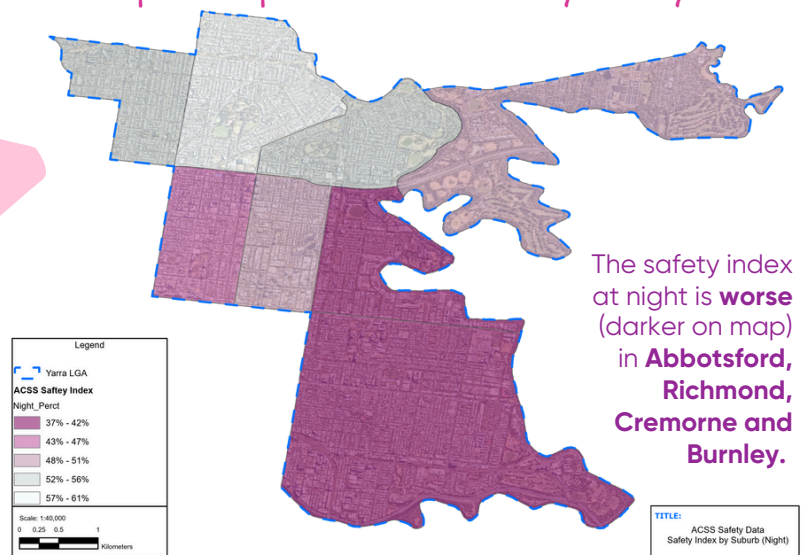 The safety index
at night is worse
(darker on map)
in Abbotsford,
Richmond,
Cremorne and
Burnley.
Legend
Yarra LGA
ACSS Saftey Index
Night_Perct
37% - 42%
43% - 47%
48% - 51%
52% - 56%
57% - 61%
Scale: 1:40,000
0 0.25 0.5 1
Kilometers
TITLE:
ACSS Safety Data
Safety Index by Suburb (Night)